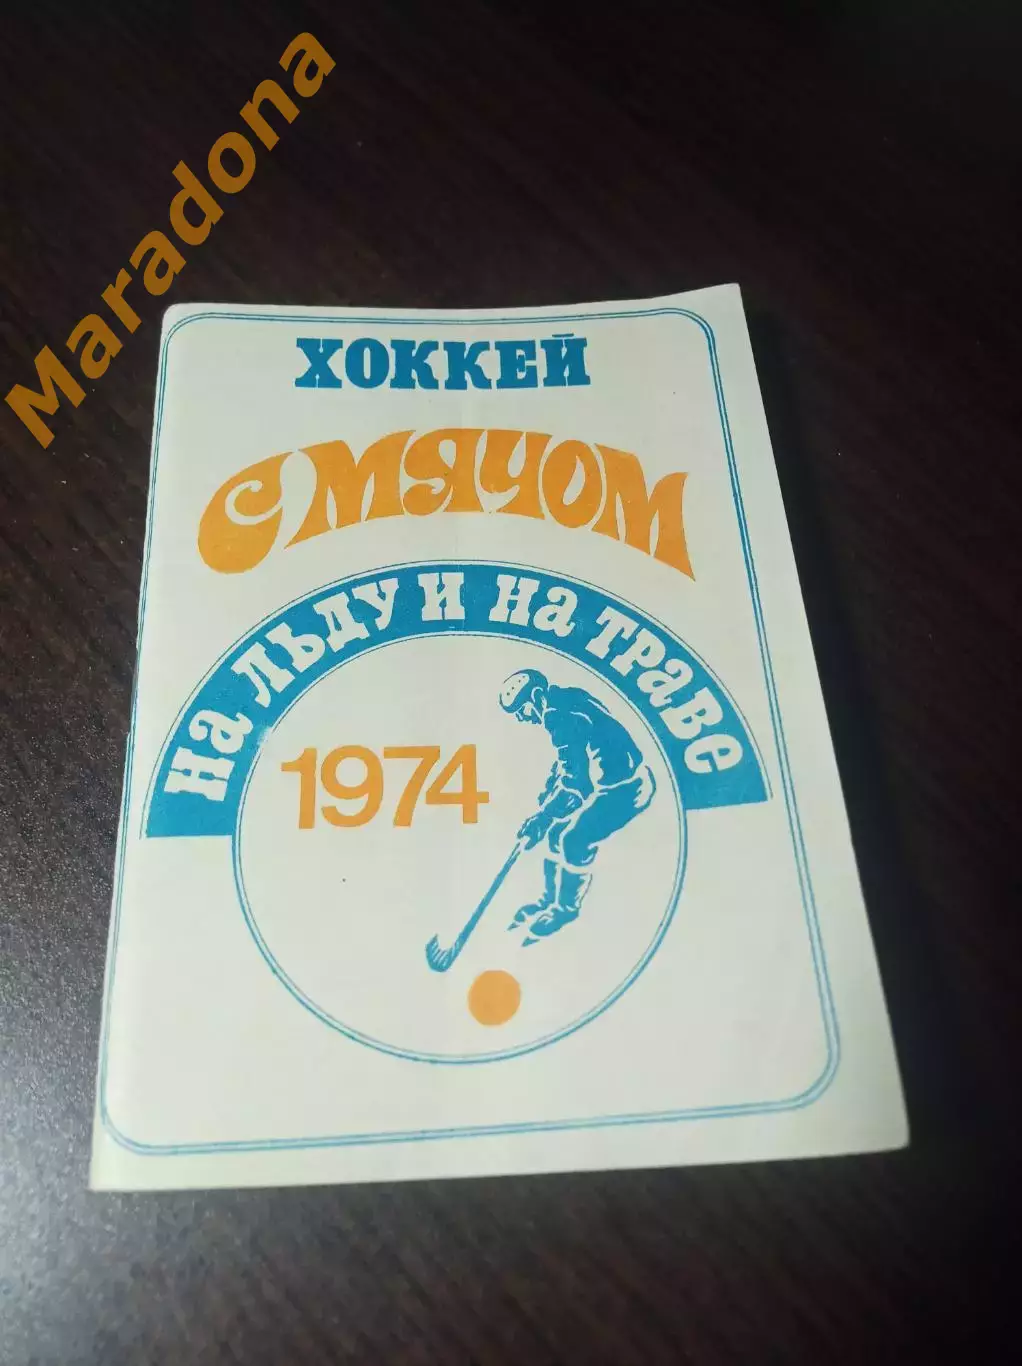 Maradona
ХОККЕЙ
С МЯЧОМ
на льду и на траве
1974